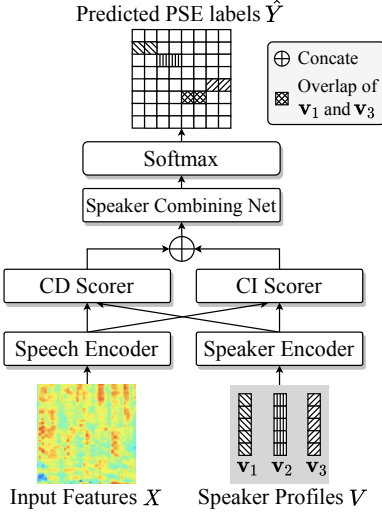 Predicted PSE labels Ŷ
Concate
Overlap of
v₁ and v₃
Softmax
Speaker Combining Net
CD Scorer
CI Scorer
Speech Encoder
Speaker Encoder
v₁ v₂ v₃
Input Features X
Speaker Profiles V